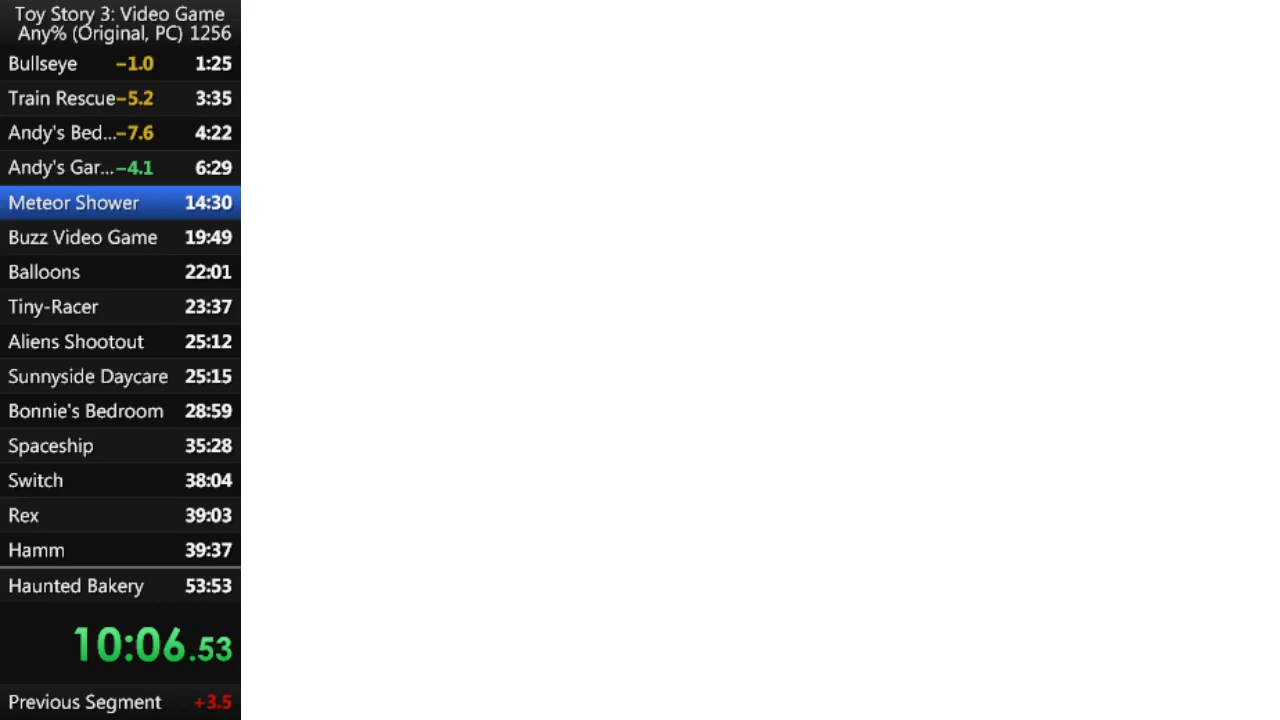 Toy Story 3: Video Game
Any% (Original, PC) 1256
Bullseye −1.0 1:25
Train Rescue −5.2 3:35
Andy's Bed... −7.6 4:22
Andy's Gar... −4.1 6:29
Meteor Shower 14:30
Buzz Video Game 19:49
Balloons 22:01
Tiny-Racer 23:37
Aliens Shootout 25:12
Sunnyside Daycare 25:15
Bonnie's Bedroom 28:59
Spaceship 35:28
Switch 38:04
Rex 39:03
Hamm 39:37
Haunted Bakery 53:53
10:06.53
Previous Segment +3.5